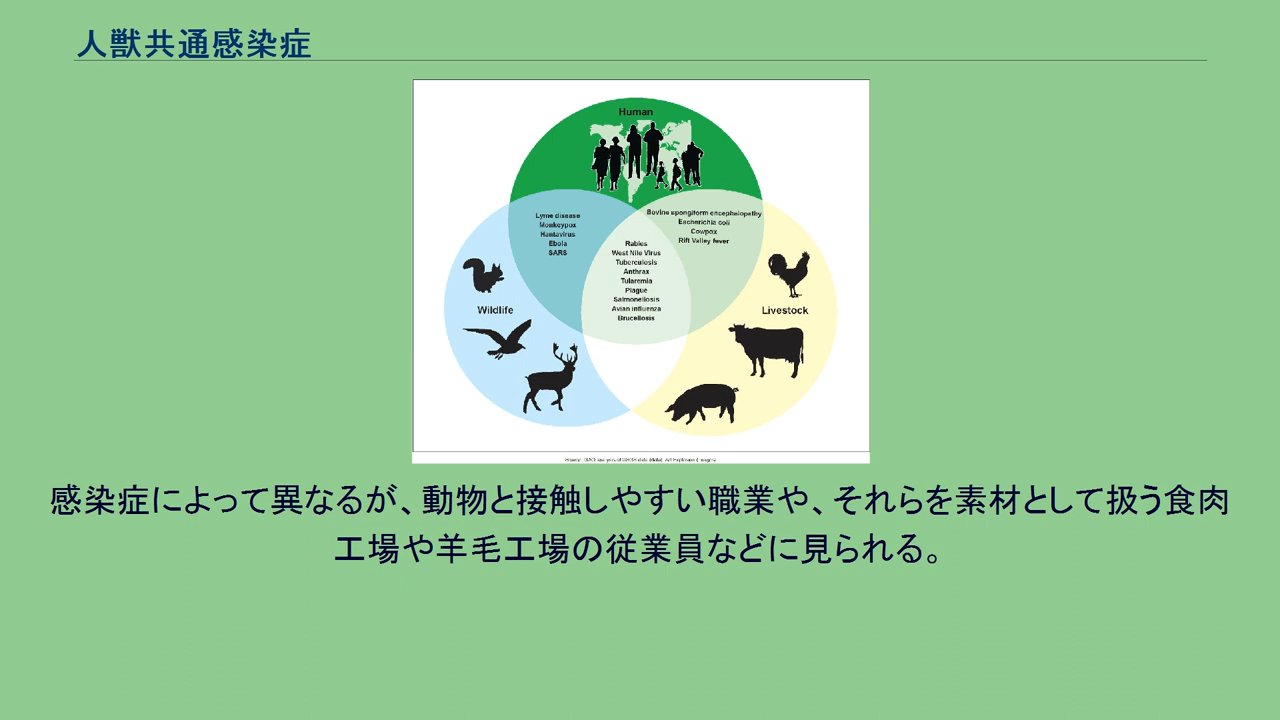 人獣共通感染症
Human
Lyme disease
Monkeypox
Hantavirus
Ebola
SARS
Bovine spongiform encephalopathy
Escherichia coli
Cowpox
Rift Valley fever
Rabies
West Nile Virus
Tuberculosis
Anthrax
Tularemia
Plague
Salmonellosis
Avian influenza
Brucellosis
Wildlife
Livestock
感染症によって異なるが、動物と接触しやすい職業や、それらを素材として扱う食肉
工場や羊毛工場の従業員などに見られる。